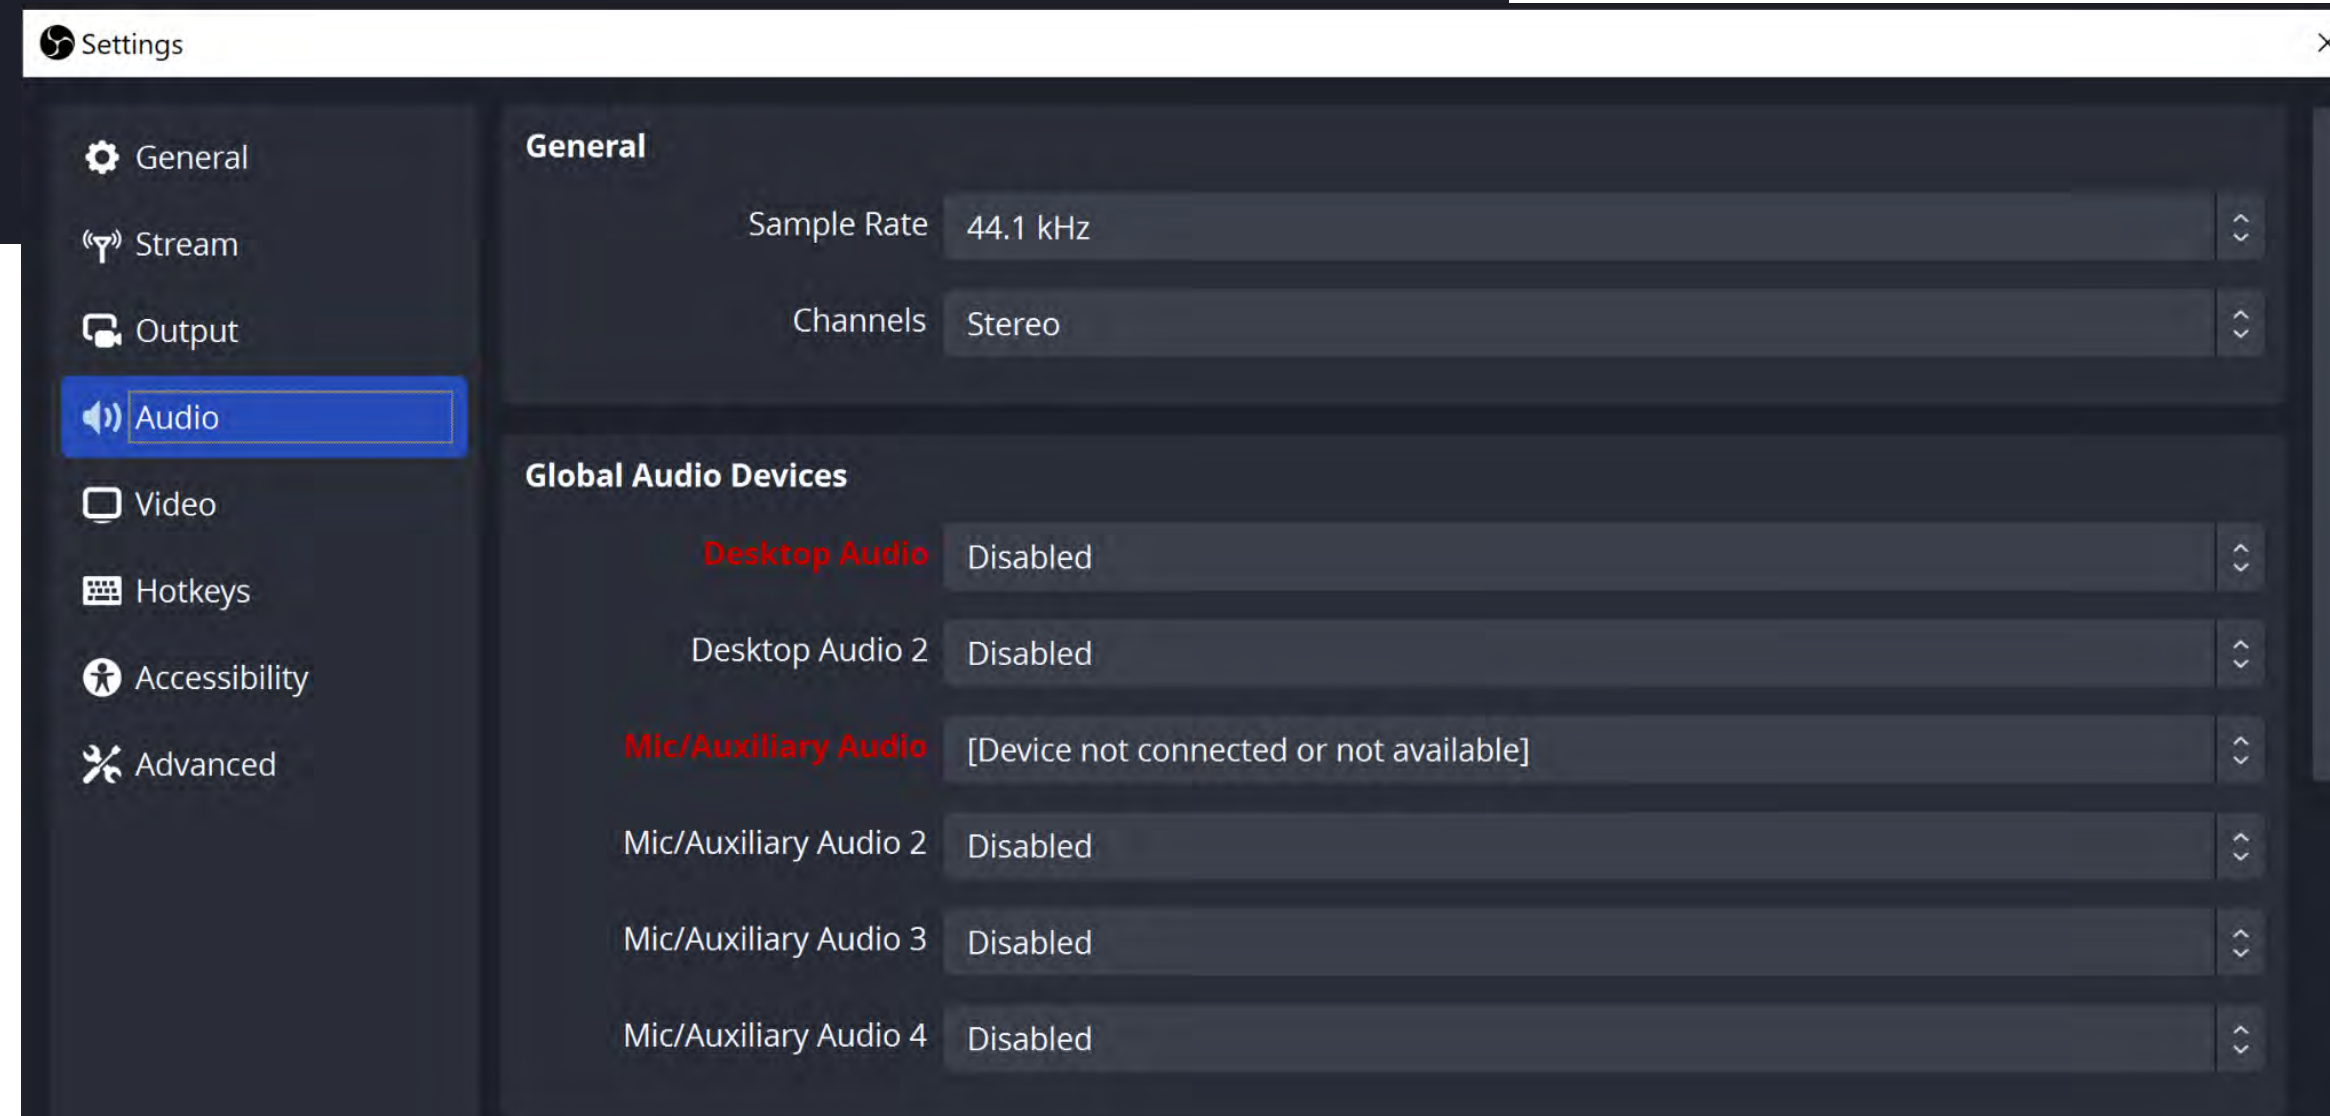 Settings
General
Stream
Output
Audio
Video
Hotkeys
Accessibility
Advanced
General
Sample Rate 44.1 kHz
Channels Stereo
Global Audio Devices
Desktop Audio Disabled
Desktop Audio 2 Disabled
Mic/Auxiliary Audio [Device not connected or not available]
Mic/Auxiliary Audio 2 Disabled
Mic/Auxiliary Audio 3 Disabled
Mic/Auxiliary Audio 4 Disabled